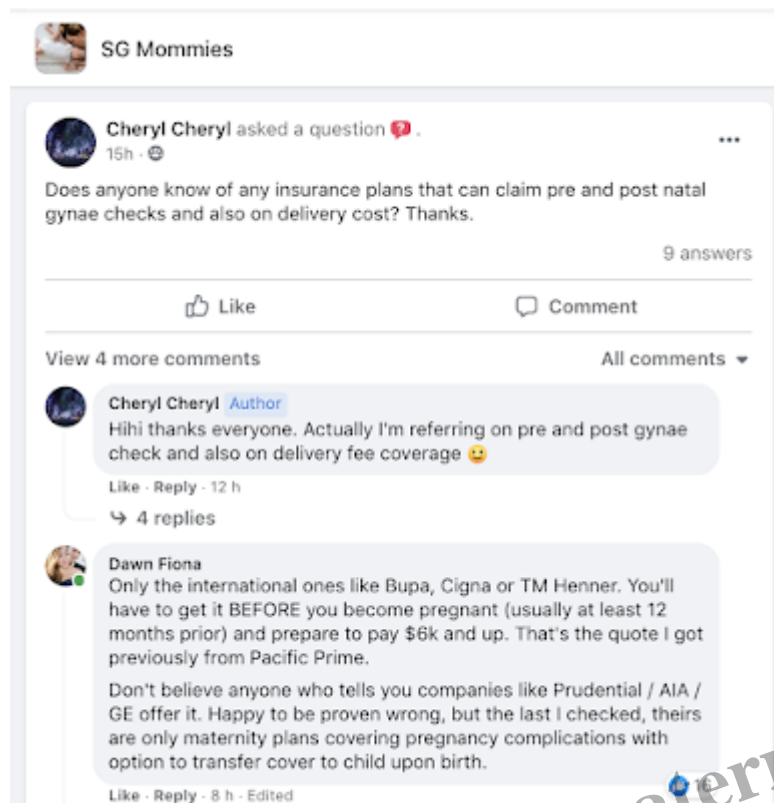 SG Mommies
Cheryl Cheryl asked a question.
15h ·
Does anyone know of any insurance plans that can claim pre and post natal
gynae checks and also on delivery cost? Thanks.
9 answers
Like Comment
View 4 more comments All comments
Cheryl Cheryl Author
Hihi thanks everyone. Actually I'm referring on pre and post gynae
check and also on delivery fee coverage
Like · Reply · 12 h
4 replies
Dawn Fiona
Only the international ones like Bupa, Cigna or TM Henner. You'll
have to get it BEFORE you become pregnant (usually at least 12
months prior) and prepare to pay $6k and up. That's the quote I got
previously from Pacific Prime.
Don't believe anyone who tells you companies like Prudential / AIA /
GE offer it. Happy to be proven wrong, but the last I checked, theirs
are only maternity plans covering pregnancy complications with
option to transfer cover to child upon birth.
16
Like · Reply · 8 h · Edited